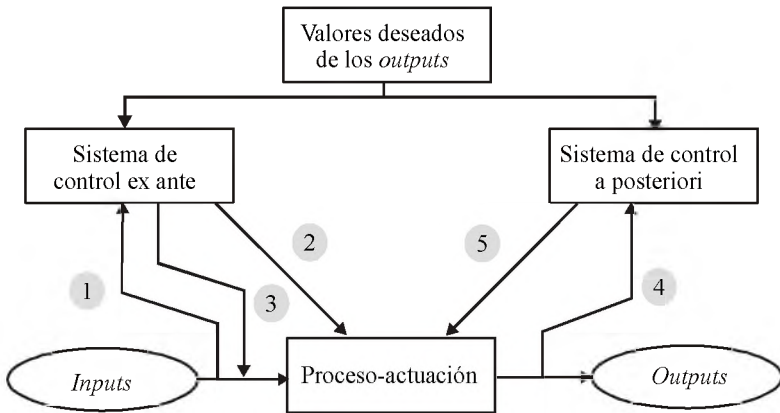 Valores deseados
de los outputs
Sistema de
control ex ante
Sistema de control
a posteriori
2
5
1
3
4
Inputs
Proceso-actuación
Outputs